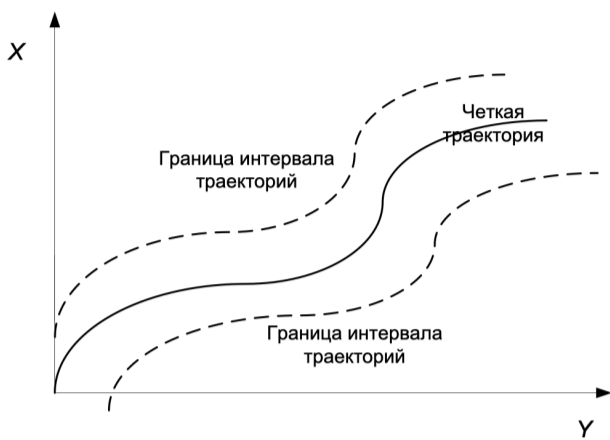 X
Четкая
траектория
Граница интервала
траекторий
Граница интервала
траекторий
Y